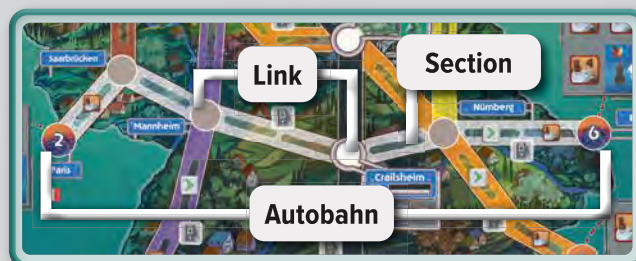 Saarbrücken
Link
Section
Mannheim
Nürnberg
2
6
Paris
Crailsheim
Autobahn